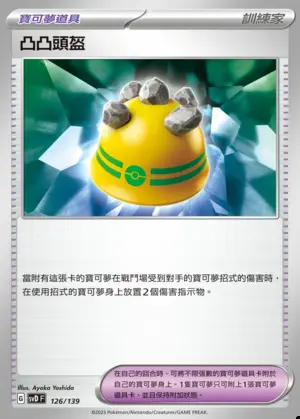 寶可夢道具
訓練家
凸凸頭盔
當附有這張卡的寶可夢在戰鬥場受到對手的寶可夢招式的傷害時,
在使用招式的寶可夢身上放置2個傷害指示物。
Illus. Ayaka Yoshida
G svD F 126/139
在自己的回合時,可將不限張數的寶可夢道具卡附
於自己的寶可夢身上。1隻寶可夢只可附上1張寶可夢
道具卡,並且保持附加狀態。
©2023 Pokémon/Nintendo/Creatures/GAME FREAK.